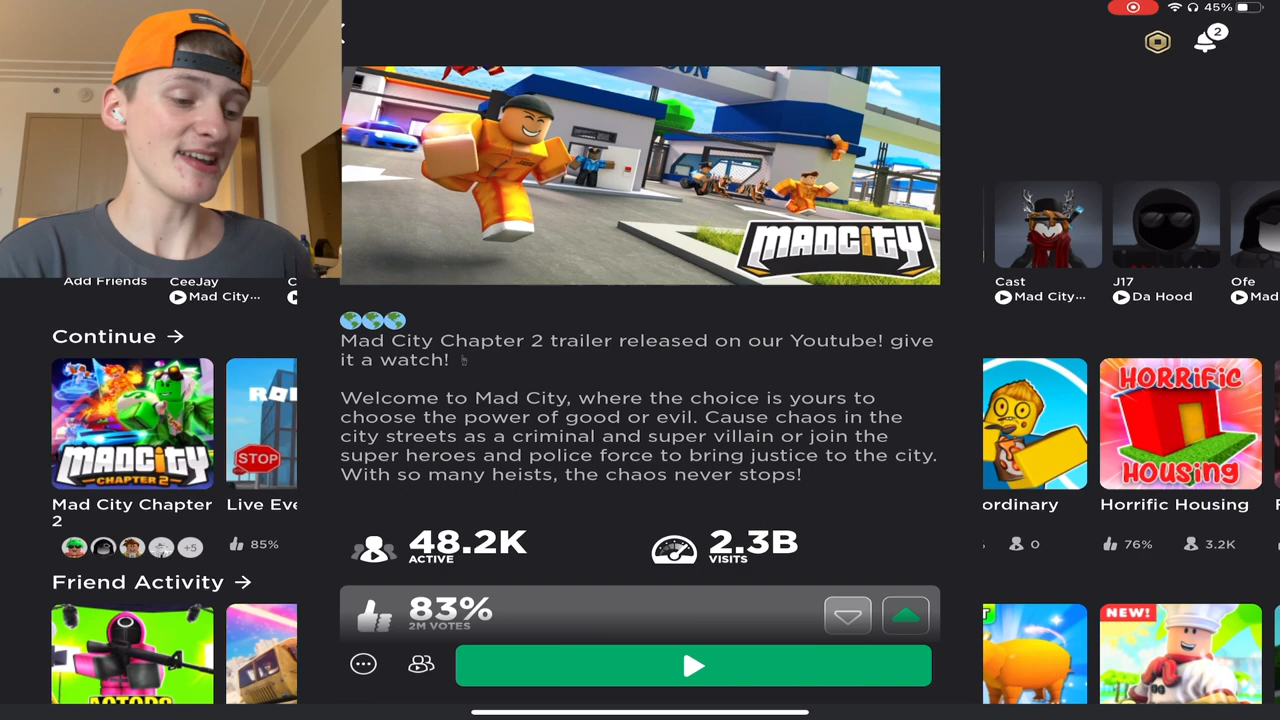 45%
2
MADCITY
Add Friends
CeeJay
Mad City...
Cast
Mad City...
J17
Da Hood
Ofe
Mad
Continue →
Mad City Chapter 2 trailer released on our Youtube! give
it a watch!
Welcome to Mad City, where the choice is yours to
choose the power of good or evil. Cause chaos in the
city streets as a criminal and super villain or join the
super heroes and police force to bring justice to the city.
With so many heists, the chaos never stops!
STOP
MADCITY
CHAPTER 2
HORRiFiC
HOUSiNG
Mad City Chapter
2
Live Eve
ordinary
Horrific Housing
+5
85%
48.2K
ACTIVE
2.3B
VISITS
0
76%
3.2K
Friend Activity →
83%
2M VOTES
NEW!